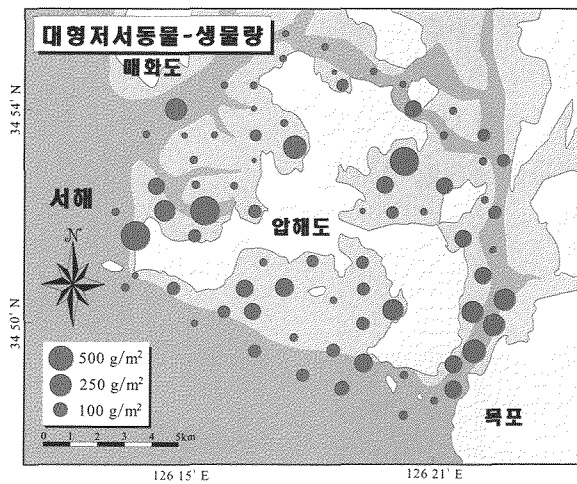 대형저서동물-생물량
매화도
34 54' N
서해
N
압해도
34 50' N
500 g/m²
250 g/m²
100 g/m²
0 1 2 3 4 5km
목포
126 15' E
126 21' E